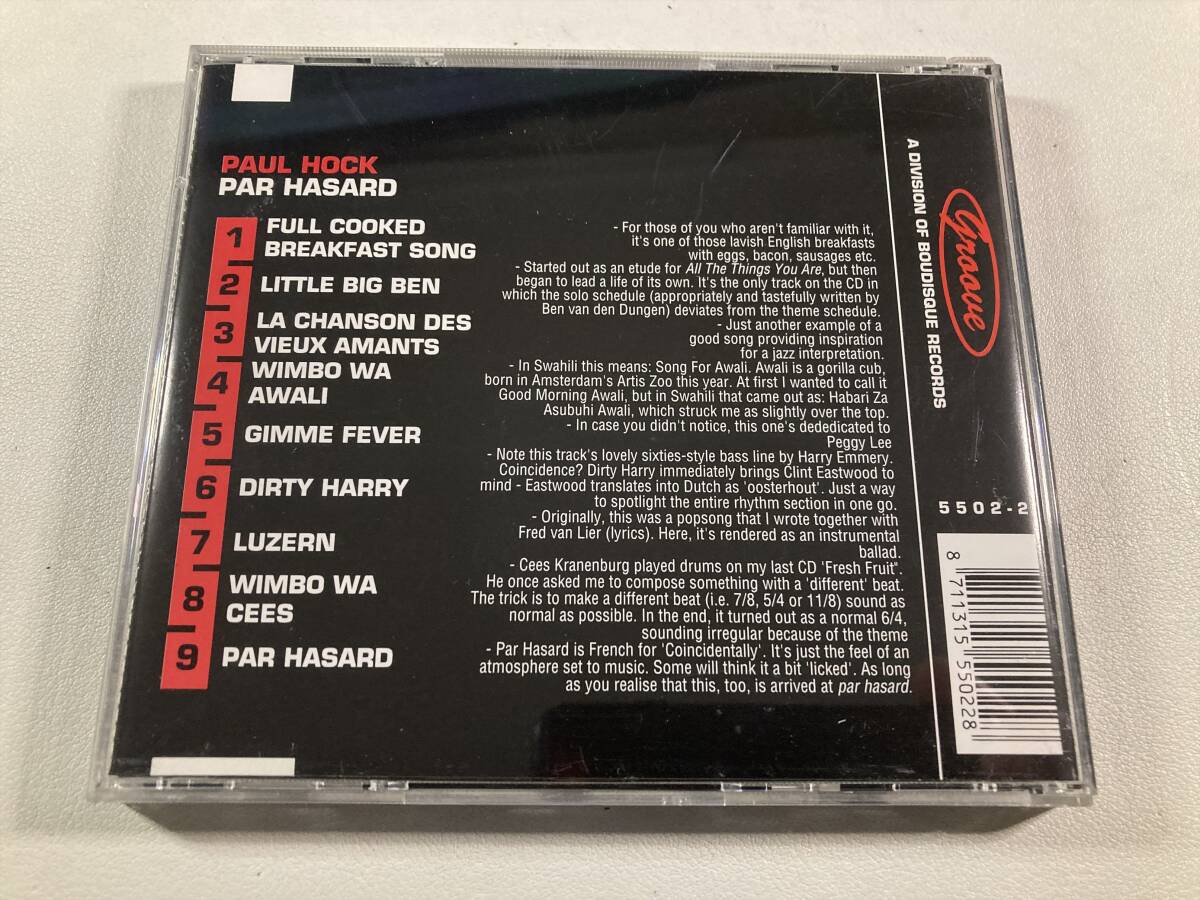 PAUL HOCK
PAR HASARD
1
FULL COOKED
BREAKFAST SONG
2
LITTLE BIG BEN
3
LA CHANSON DES
VIEUX AMANTS
4
WIMBO WA
AWALI
5
GIMME FEVER
6
DIRTY HARRY
7
LUZERN
8
WIMBO WA
CEES
9
PAR HASARD
- For those of you who aren't familiar with it,
it's one of those lavish English breakfasts
with eggs, bacon, sausages etc.
- Started out as an etude for All The Things You Are, but then
began to lead a life of its own. It's the only track on the CD in
which the solo schedule (appropriately and tastefully written by
Ben van den Dungen) deviates from the theme schedule.
- Just another example of a
good song providing inspiration
for a jazz interpretation.
- In Swahili this means: Song For Awali. Awali is a gorilla cub,
born in Amsterdam's Artis Zoo this year. At first I wanted to call it
Good Morning Awali, but in Swahili that came out as: Habari Za
Asubuhi Awali, which struck me as slightly over the top.
- In case you didn't notice, this one's dededicated to
Peggy Lee
- Note this track's lovely sixties-style bass line by Harry Emmery.
Coincidence? Dirty Harry immediately brings Clint Eastwood to
mind - Eastwood translates into Dutch as 'oosterhout'. Just a way
to spotlight the entire rhythm section in one go.
- Originally, this was a popsong that I wrote together with
Fred van Lier (lyrics). Here, it's rendered as an instrumental
ballad.
- Cees Kranenburg played drums on my last CD 'Fresh Fruit".
He once asked me to compose something with a 'different' beat.
The trick is to make a different beat (i.e. 7/8, 5/4 or 11/8) sound as
normal as possible. In the end, it turned out as a normal 6/4,
sounding irregular because of the theme
- Par Hasard is French for 'Coincidentally'. It's just the feel of an
atmosphere set to music. Some will think it a bit 'licked'. As long
as you realise that this, too, is arrived at par hasard.
Groove
A DIVISION OF BOUDISQUE RECORDS
5502-2
8 711315 550228